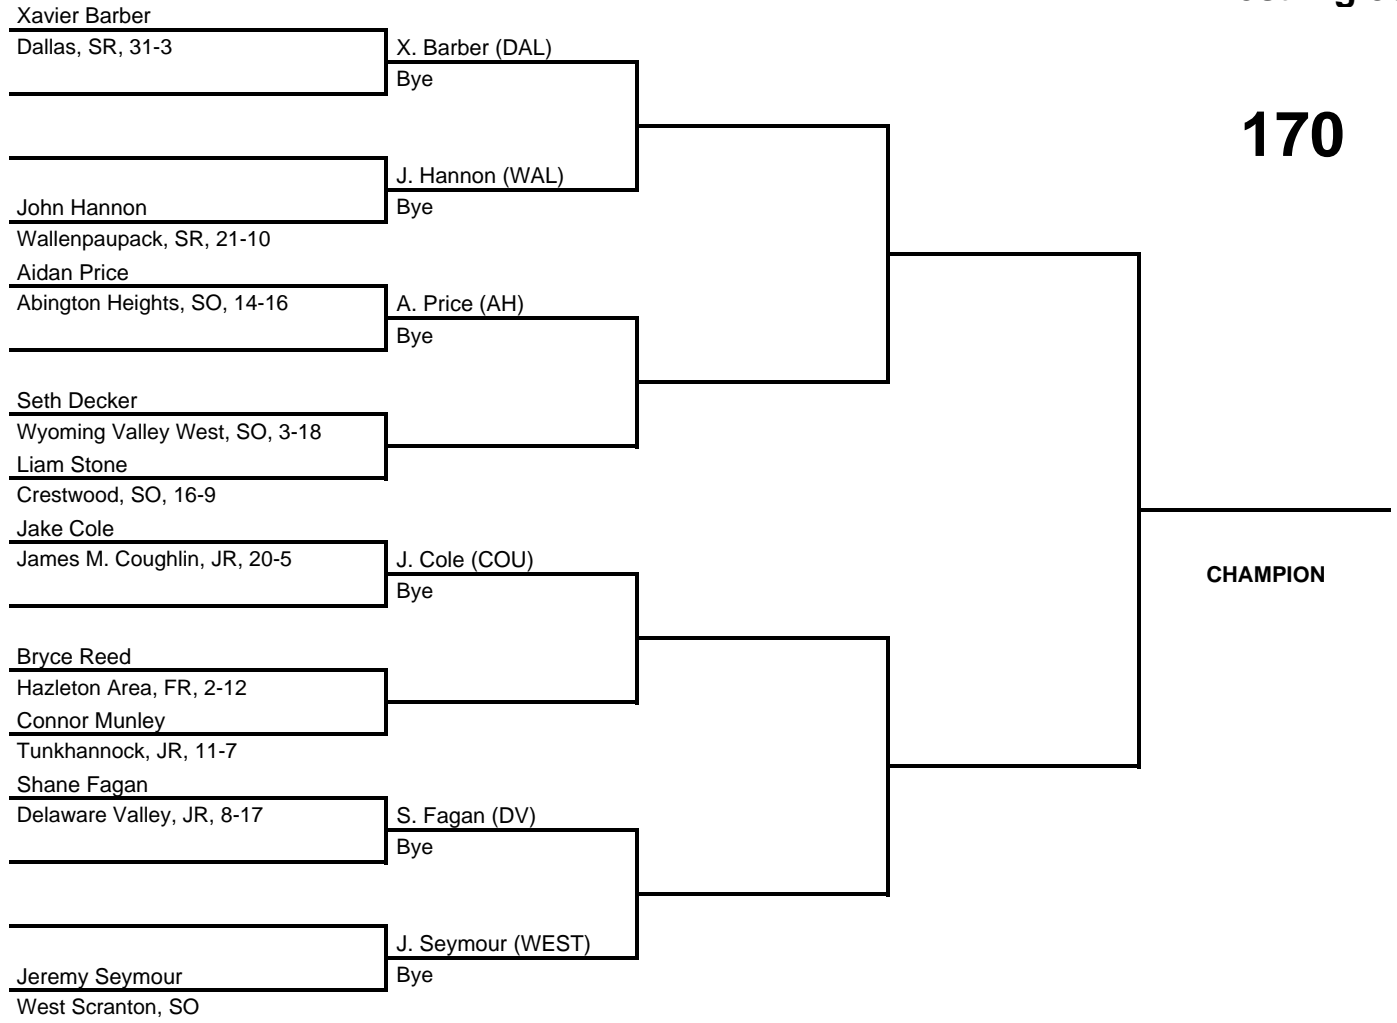 Xavier Barber
Dallas, SR, 31-3
X. Barber (DAL)
Bye
170
J. Hannon (WAL)
Bye
John Hannon
Wallenpaupack, SR, 21-10
Aidan Price
Abington Heights, SO, 14-16
A. Price (AH)
Bye
Seth Decker
Wyoming Valley West, SO, 3-18
Liam Stone
Crestwood, SO, 16-9
Jake Cole
James M. Coughlin, JR, 20-5
J. Cole (COU)
Bye
CHAMPION
Bryce Reed
Hazleton Area, FR, 2-12
Connor Munley
Tunkhannock, JR, 11-7
Shane Fagan
Delaware Valley, JR, 8-17
S. Fagan (DV)
Bye
J. Seymour (WEST)
Bye
Jeremy Seymour
West Scranton, SO